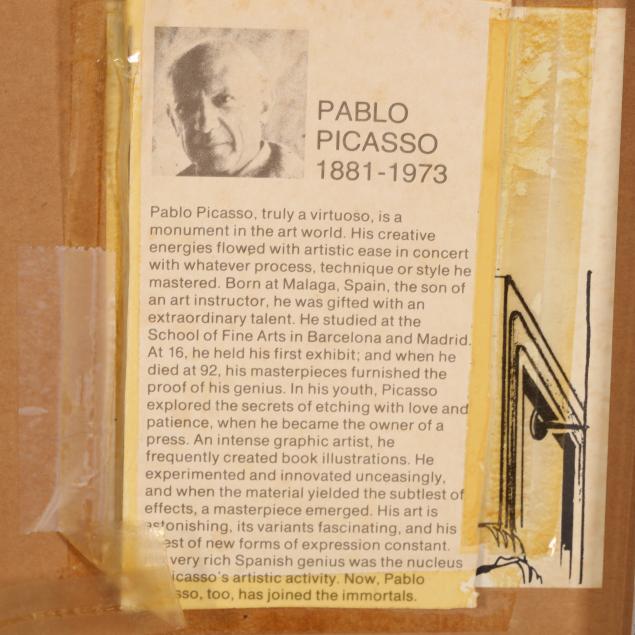 PABLO
PICASSO
1881-1973
Pablo Picasso, truly a virtuoso, is a
monument in the art world. His creative
energies flowed with artistic ease in concert
with whatever process, technique or style he
mastered. Born at Malaga, Spain, the son of
an art instructor, he was gifted with an
extraordinary talent. He studied at the
School of Fine Arts in Barcelona and Madrid.
At 16, he held his first exhibit; and when he
died at 92, his masterpieces furnished the
proof of his genius. In his youth, Picasso
explored the secrets of etching with love and
patience, when he became the owner of a
press. An intense graphic artist, he
frequently created book illustrations. He
experimented and innovated unceasingly,
and when the material yielded the subtlest of
effects, a masterpiece emerged. His art is
astonishing, its variants fascinating, and his
of new forms of expression constant.
very rich Spanish genius was the nucleus
artistic activity. Now, Pablo
too, has joined the immortals.